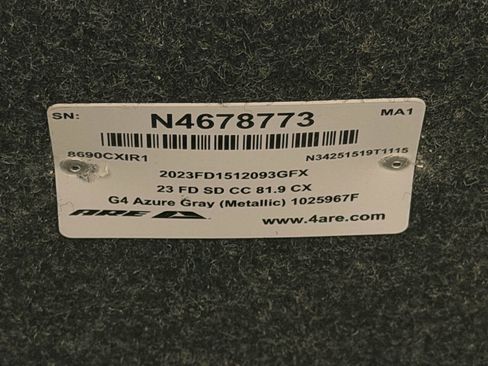 SN: N4678773 MA1
8690CXIR1 N34251519T1115
2023FD1512093GFX
23 FD SD CC 81.9 CX
G4 Azure Gray (Metallic) 1025967F
ARE www.4are.com